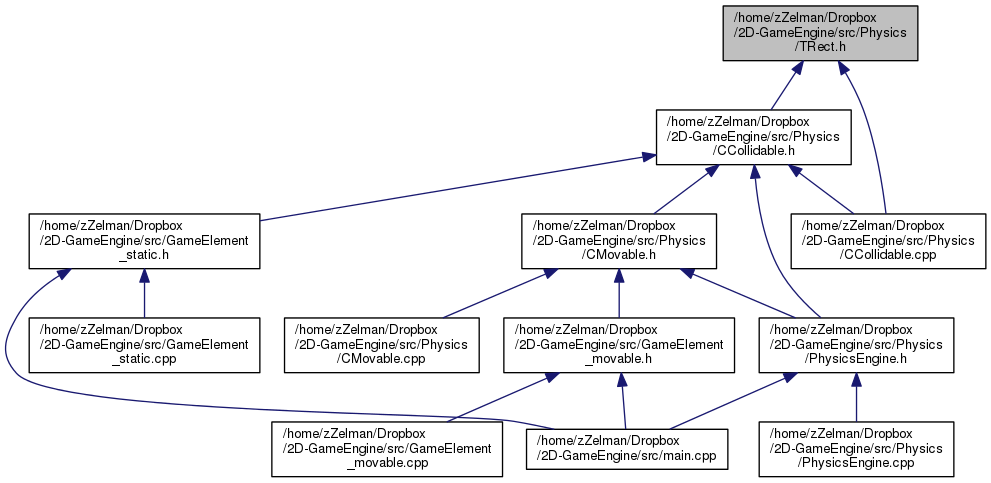 /home/zZelman/Dropbox
/2D-GameEngine/src/Physics
/TRect.h
/home/zZelman/Dropbox
/2D-GameEngine/src/Physics
/CCollidable.h
/home/zZelman/Dropbox
/2D-GameEngine/src/GameElement
_static.h
/home/zZelman/Dropbox
/2D-GameEngine/src/Physics
/CMovable.h
/home/zZelman/Dropbox
/2D-GameEngine/src/Physics
/CCollidable.cpp
/home/zZelman/Dropbox
/2D-GameEngine/src/GameElement
_static.cpp
/home/zZelman/Dropbox
/2D-GameEngine/src/Physics
/CMovable.cpp
/home/zZelman/Dropbox
/2D-GameEngine/src/GameElement
_movable.h
/home/zZelman/Dropbox
/2D-GameEngine/src/Physics
/PhysicsEngine.h
/home/zZelman/Dropbox
/2D-GameEngine/src/GameElement
_movable.cpp
/home/zZelman/Dropbox
/2D-GameEngine/src/main.cpp
/home/zZelman/Dropbox
/2D-GameEngine/src/Physics
/PhysicsEngine.cpp